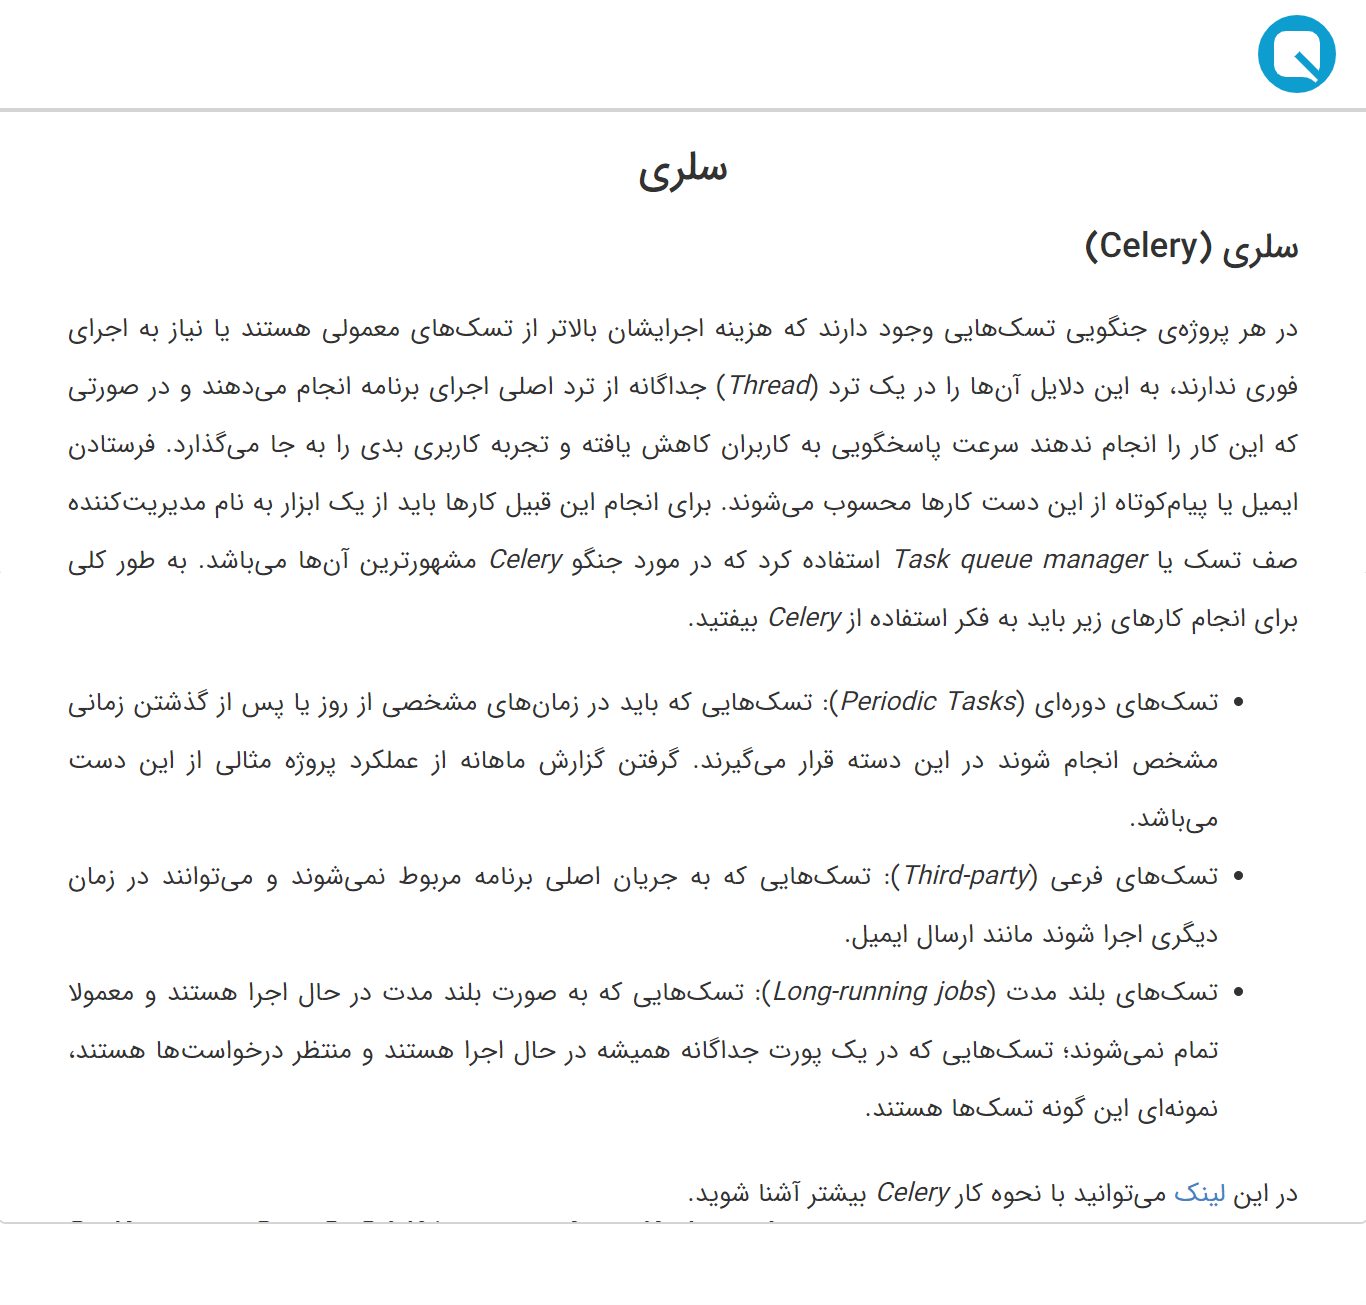 سلری
سلری (Celery)
در هر پروژه‌ی جنگویی تسک‌هایی وجود دارند که هزینه اجرایشان بالاتر از تسک‌های معمولی هستند یا نیاز به اجرای
فوری ندارند، به این دلایل آن‌ها را در یک ترد (Thread) جداگانه از ترد اصلی اجرای برنامه انجام می‌دهند و در صورتی
که این کار را انجام ندهند سرعت پاسخگویی به کاربران کاهش یافته و تجربه کاربری بدی را به جا می‌گذارد. فرستادن
ایمیل یا پیام‌کوتاه از این دست کارها محسوب می‌شوند. برای انجام این قبیل کارها باید از یک ابزار به نام مدیریت‌کننده
صف تسک یا Task queue manager استفاده کرد که در مورد جنگو Celery مشهورترین آن‌ها می‌باشد. به طور کلی
برای انجام کارهای زیر باید به فکر استفاده از Celery بیفتید.
• تسک‌های دوره‌ای (Periodic Tasks): تسک‌هایی که باید در زمان‌های مشخصی از روز یا پس از گذشتن زمانی
مشخص انجام شوند در این دسته قرار می‌گیرند. گرفتن گزارش ماهانه از عملکرد پروژه مثالی از این دست
می‌باشد.
• تسک‌های فرعی (Third-party): تسک‌هایی که به جریان اصلی برنامه مربوط نمی‌شوند و می‌توانند در زمان
دیگری اجرا شوند مانند ارسال ایمیل.
• تسک‌های بلند مدت (Long-running jobs): تسک‌هایی که به صورت بلند مدت در حال اجرا هستند و معمولا
تمام نمی‌شوند؛ تسک‌هایی که در یک پورت جداگانه همیشه در حال اجرا هستند و منتظر درخواست‌ها هستند،
نمونه‌ای این گونه تسک‌ها هستند.
در این لینک می‌توانید با نحوه کار Celery بیشتر آشنا شوید.